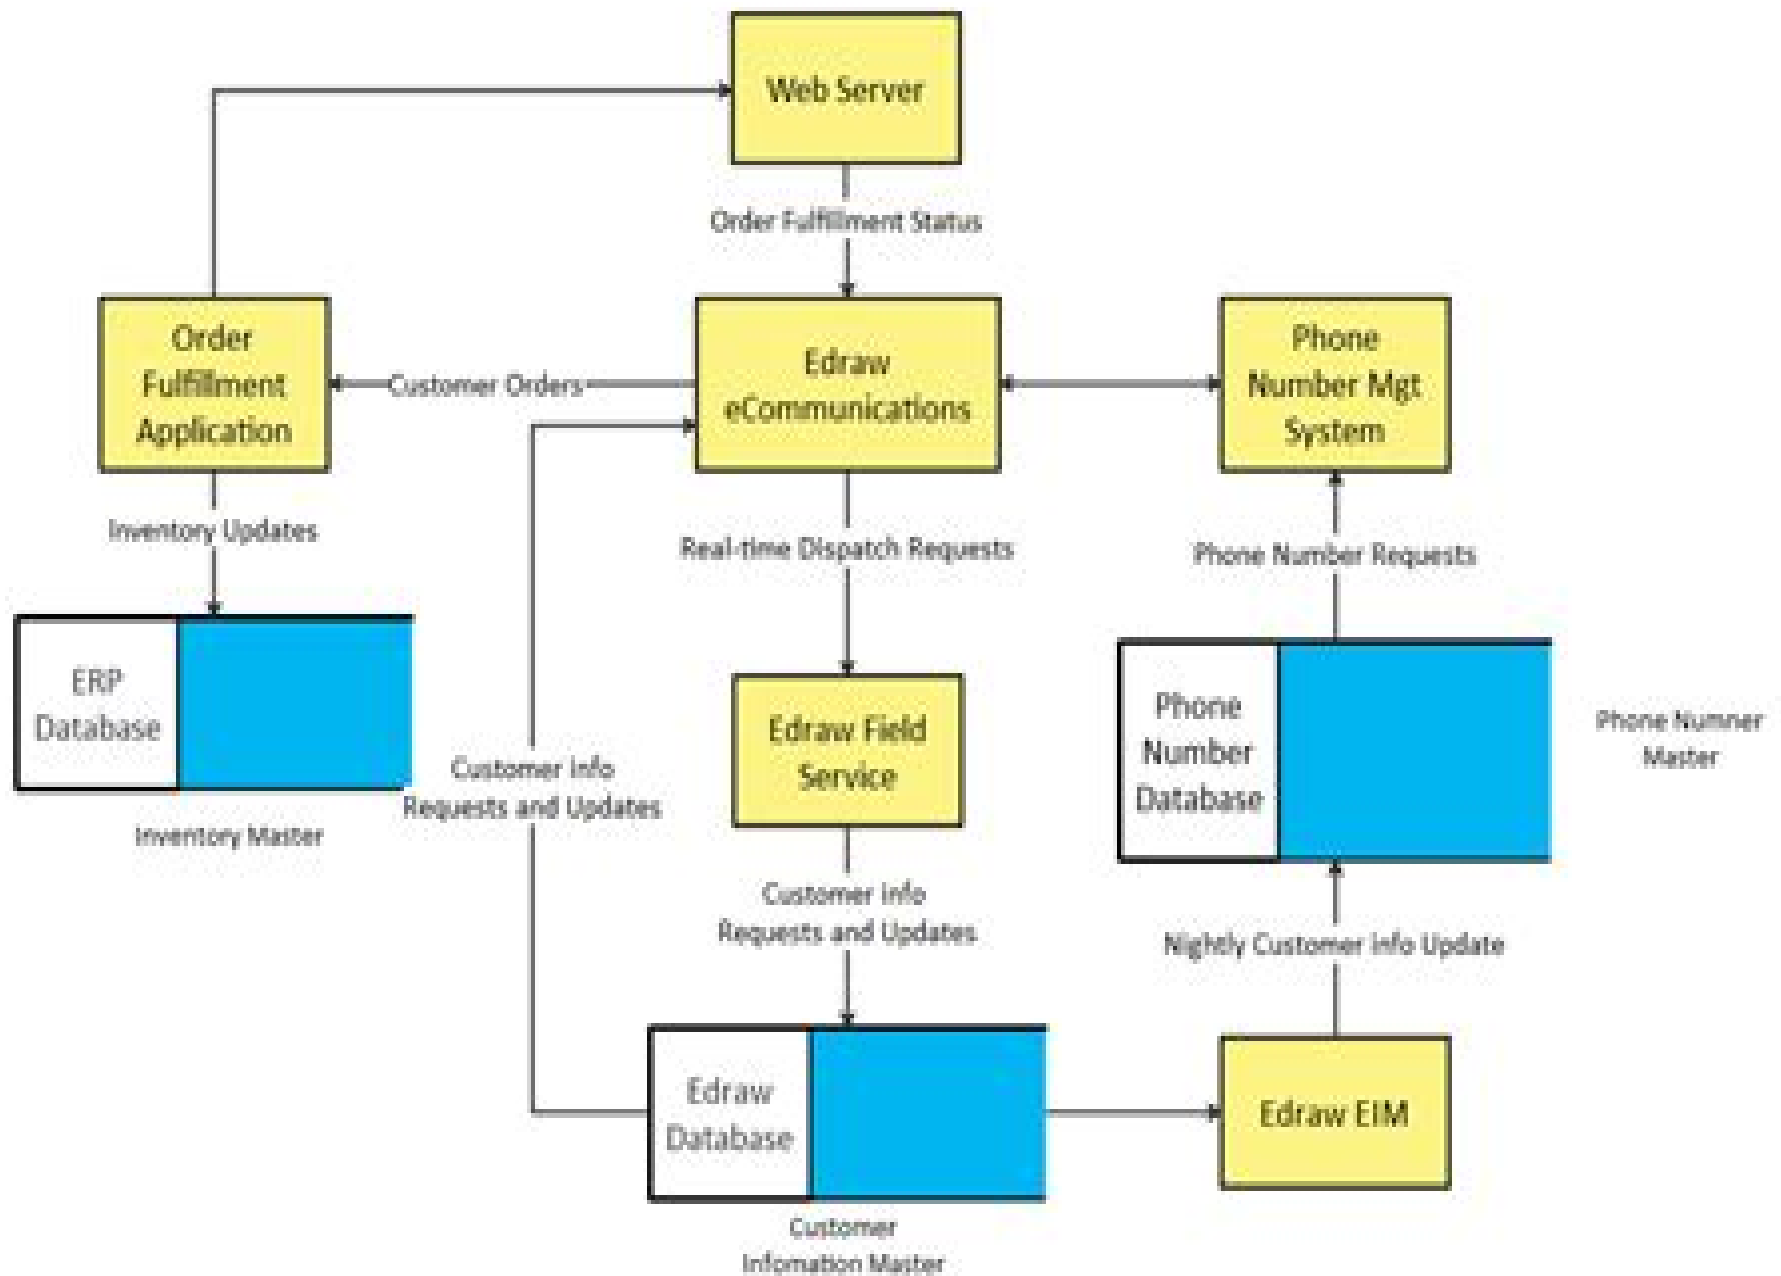 Web Server
Order Fulfillment Status
Order
Fulfillment
Application
Customer Orders
Edraw
eCommunications
Phone
Number Mgt
System
Inventory Updates
Real-time Dispatch Requests
Phone Number Requests
ERP
Database
Inventory Master
Customer info
Requests and Updates
Edraw Field
Service
Phone
Number
Database
Phone Numner
Master
Customer info
Requests and Updates
Nightly Customer info Update
Edraw
Database
Edraw EIM
Customer
Infomation Master